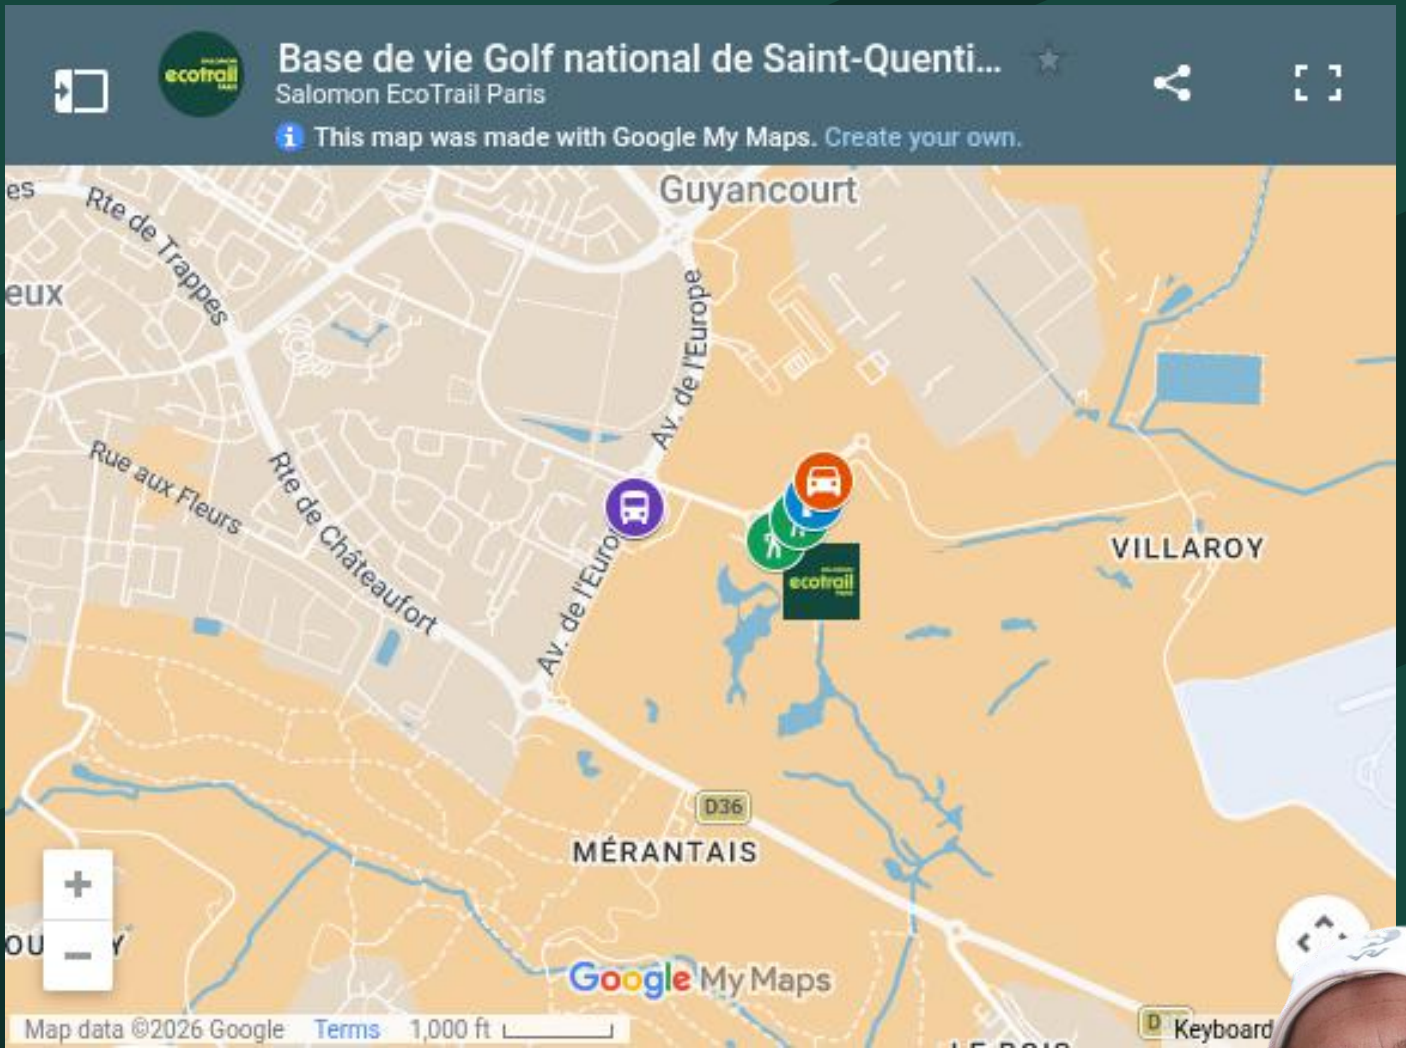 ecotrail
Base de vie Golf national de Saint-Quenti...
Salomon EcoTrail Paris
This map was made with Google My Maps. Create your own.
es
Guyancourt
Rte de Trappes
eux
Av. de l'Europe
Rue aux Fleurs
Rte de Châteaufort
VILLAROY
ecotrail
Av. de l'Euro
D36
MÉRANTAIS
Google My Maps
Map data ©2026 Google
Terms
1,000 ft
Keyboard